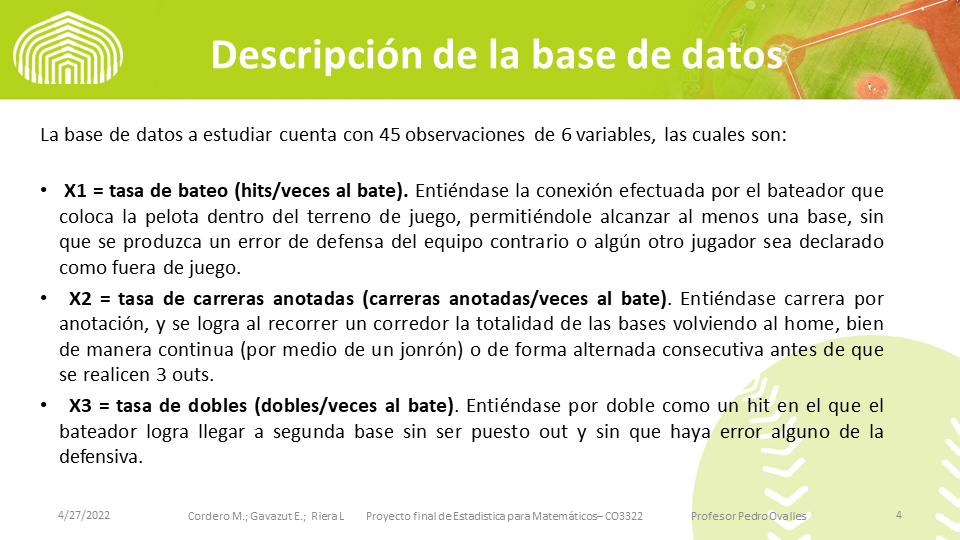 Descripción de la base de datos
La base de datos a estudiar cuenta con 45 observaciones de 6 variables, las cuales son:
• X1 = tasa de bateo (hits/veces al bate). Entiéndase la conexión efectuada por el bateador que
coloca la pelota dentro del terreno de juego, permitiéndole alcanzar al menos una base, sin
que se produzca un error de defensa del equipo contrario o algún otro jugador sea declarado
como fuera de juego.
• X2 = tasa de carreras anotadas (carreras anotadas/veces al bate). Entiéndase carrera por
anotación, y se logra al recorrer un corredor la totalidad de las bases volviendo al home, bien
de manera continua (por medio de un jonrón) o de forma alternada consecutiva antes de que
se realicen 3 outs.
• X3 = tasa de dobles (dobles/veces al bate). Entiéndase por doble como un hit en el que el
bateador logra llegar a segunda base sin ser puesto out y sin que haya error alguno de la
defensiva.
4/27/2022 Cordero M.; Gavazut E.; Riera L Proyecto final de Estadistica para Matemáticos– CO3322 Profesor Pedro Ovalles 4